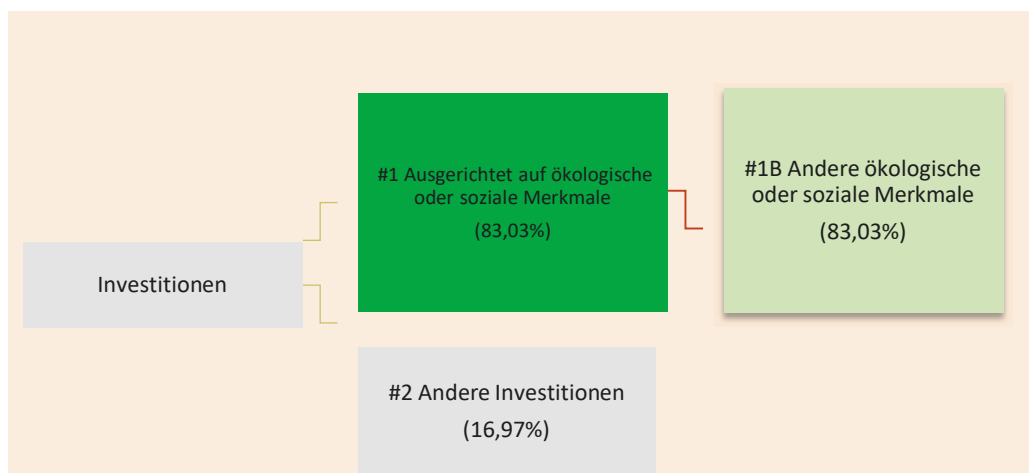 #1 Ausgerichtet auf ökologische
oder soziale Merkmale
(83,03%)
#1B Andere ökologische
oder soziale Merkmale
(83,03%)
Investitionen
#2 Andere Investitionen
(16,97%)